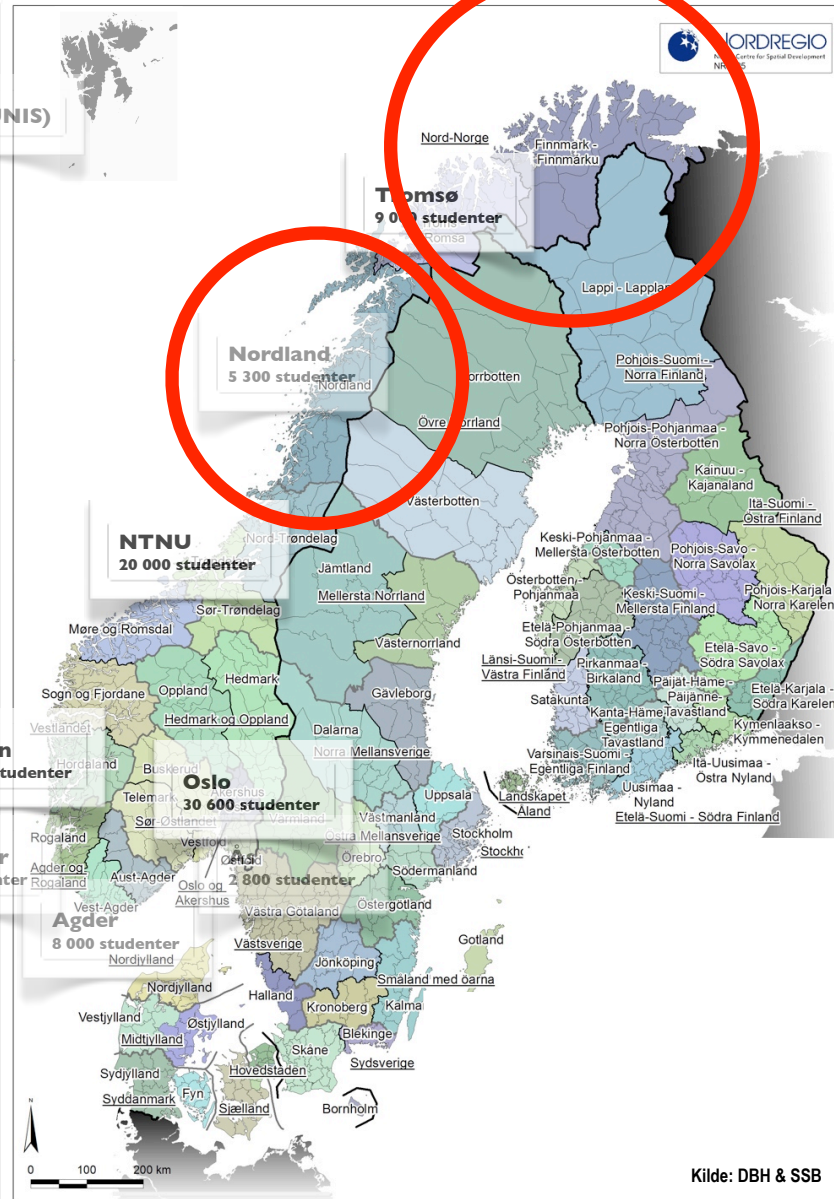 NORDREGIO
Nordic Centre for Spatial Development
UNIS)
Nord-Norge
Finnmark -
Finnmárku
Tromsø
9 000 studenter
Troms -
Romsa
Lappi - Lappland
Nordland
5 300 studenter
Nordland
Norrbotten
Pohjois-Suomi -
Norra Finland
Övre Norrland
Pohjois-Pohjanmaa -
Norra Österbotten
Kainuu -
Kajanaland
Västerbotten
Itä-Suomi -
Östra Finland
NTNU
20 000 studenter
Nord-Trøndelag
Keski-Pohjanmaa -
Mellersta Österbotten
Pohjois-Savo -
Norra Savolax
Jämtland
Mellersta Norrland
Österbotten -
Pohjanmaa
Keski-Suomi -
Mellersta Finland
Pohjois-Karjala
Norra Karelen
Sør-Trøndelag
Møre og Romsdal
Västernorrland
Etelä-Pohjanmaa -
Södra Österbotten
Etelä-Savo -
Södra Savolax
Länsi-Suomi -
Västra Finland
Pirkanmaa -
Birkaland
Hedmark
Oppland
Sogn og Fjordane
Gävleborg
Satakunta
Päijät-Häme -
Päijänne-
Tavastland
Etelä-Karjala -
Södra Karelen
Hedmark og Oppland
Kanta-Häme
Egentliga
Tavastland
Vestlandet
Dalarna
Kymenlaakso -
Kymmenedalen
Norra Mellansverige
Varsinais-Suomi -
Egentliga Finland
Itä-Uusimaa -
Östra Nyland
n
studenter
Hordaland
Buskerud
Oslo
30 600 studenter
Akershus
Uppsala
Landskapet
Åland
Uusimaa -
Nyland
Etelä-Suomi - Södra Finland
Telemark
Sør-Østlandet
Värmland
Västmanland
Östra Mellansverige
Stockholm
Stockho
Rogaland
Vestfold
Østfold
Örebro
Ås
2 800 studenter
Södermanland
Agder og
Rogaland
Aust-Agder
Oslo og
Akershus
Vest-Agder
Västra Götaland
Östergötland
Agder
8 000 studenter
Nordjylland
Västsverige
Gotland
Jönköping
Småland med öarna
Nordjylland
Halland
Kronoberg
Kalmar
Vestjylland
Østjylland
Midtjylland
Blekinge
Skåne
Sydsverige
Sydjylland
Hovedstaden
Syddanmark
Fyn
Sjælland
Bornholm
N
0 100 200 km
Kilde: DBH & SSB